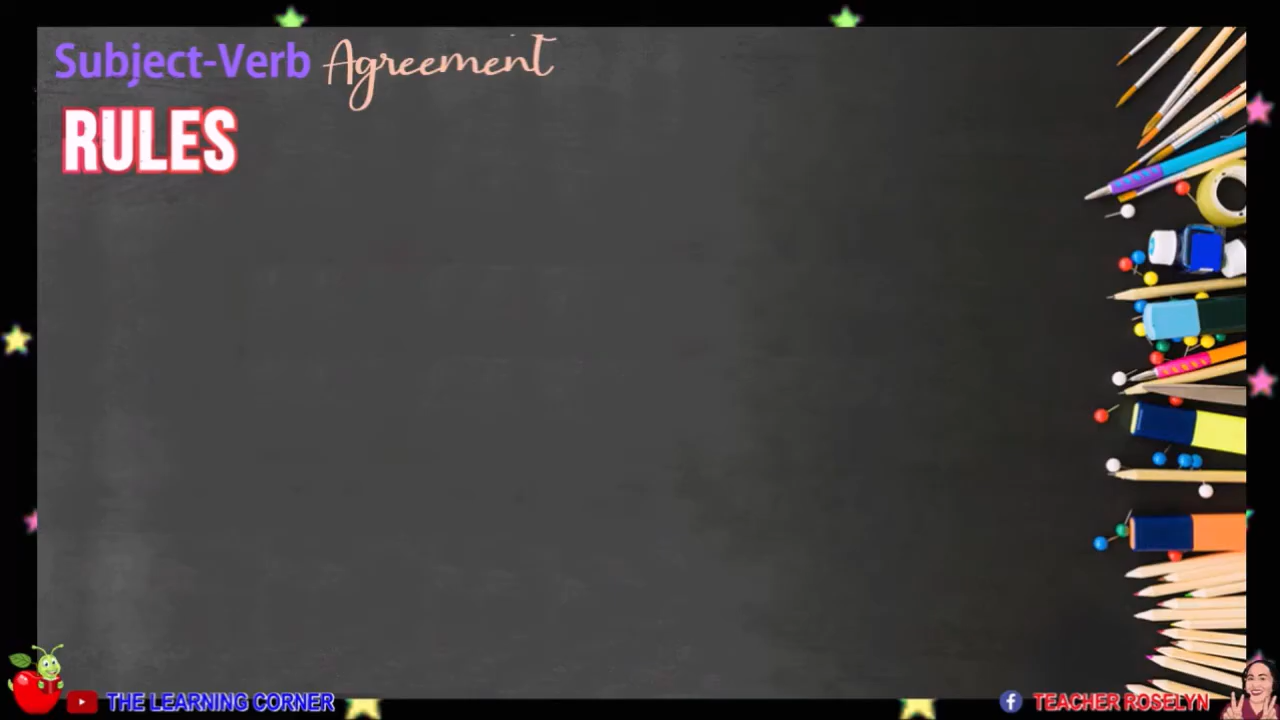 Subject-Verb Agreement
RULES
THE LEARNING CORNER
TEACHER ROSELYN